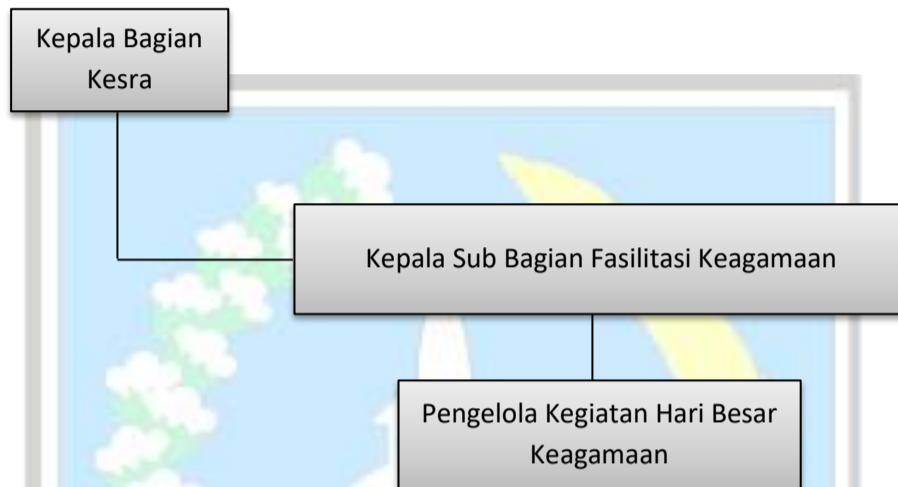 Kepala Bagian
Kesra
Kepala Sub Bagian Fasilitasi Keagamaan
Pengelola Kegiatan Hari Besar
Keagamaan